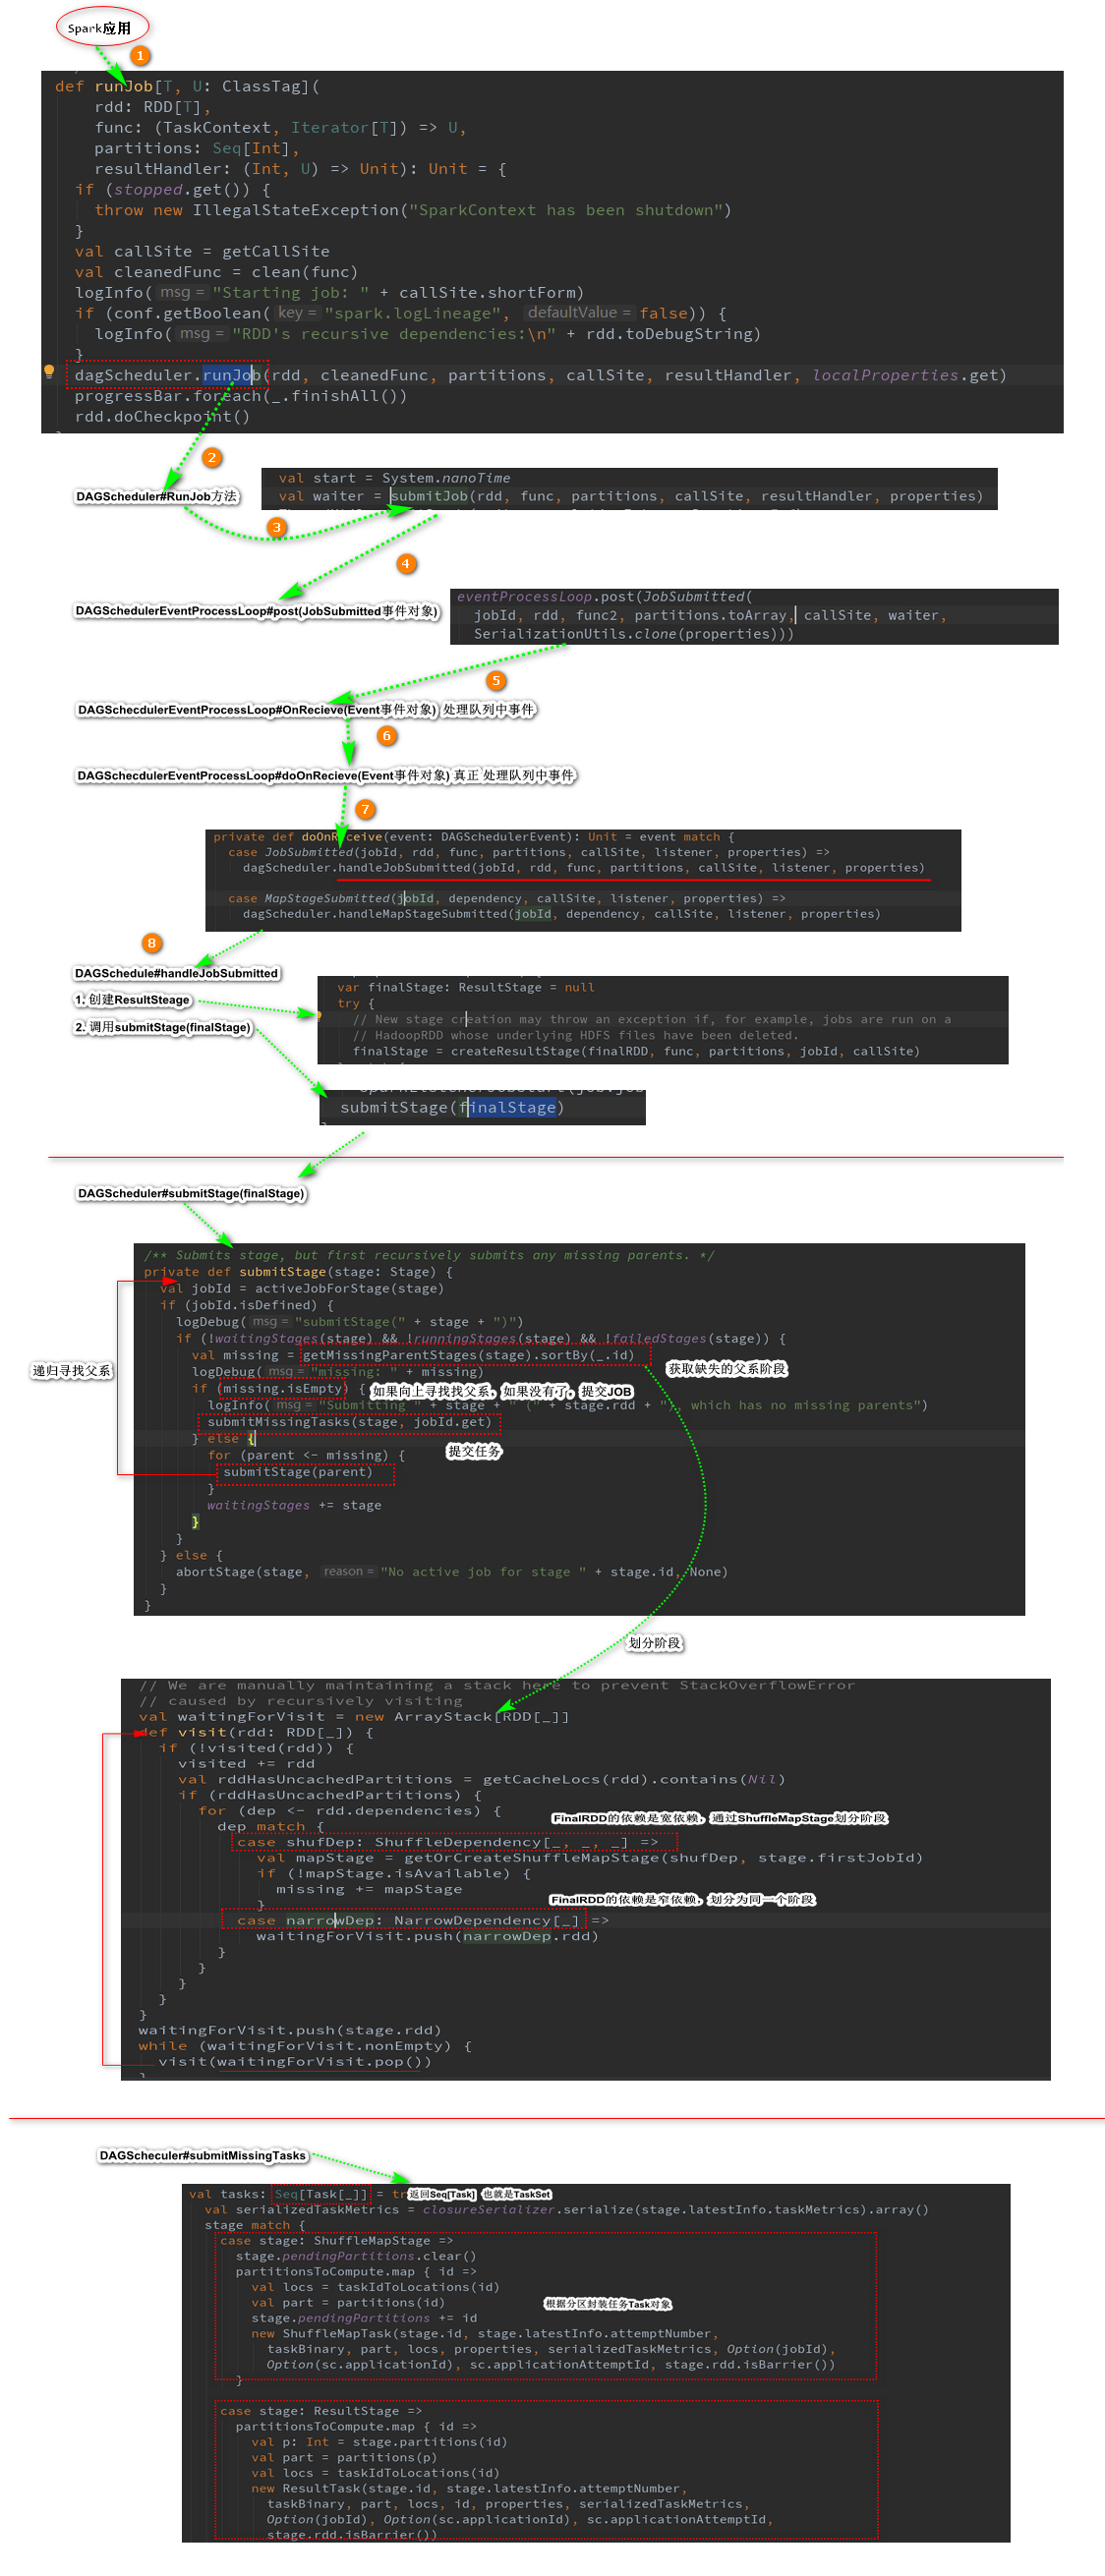 Spark应用
1
def runJob[T, U: ClassTag](
rdd: RDD[T],
func: (TaskContext, Iterator[T]) => U,
partitions: Seq[Int],
resultHandler: (Int, U) => Unit): Unit = {
if (stopped.get()) {
throw new IllegalStateException("SparkContext has been shutdown")
}
val callSite = getCallSite
val cleanedFunc = clean(func)
logInfo( msg = "Starting job: " + callSite.shortForm)
if (conf.getBoolean( key = "spark.logLineage", defaultValue = false)) {
logInfo( msg = "RDD's recursive dependencies:\n" + rdd.toDebugString)
}
dagScheduler.runJob(rdd, cleanedFunc, partitions, callSite, resultHandler, localProperties.get)
progressBar.foreach(_.finishAll())
rdd.doCheckpoint()
2
DAGScheduler#RunJob方法
val start = System.nanoTime
val waiter = submitJob(rdd, func, partitions, callSite, resultHandler, properties)
3
4
DAGSchedulerEventProcessLoop#post(JobSubmitted事件对象)
eventProcessLoop.post(JobSubmitted(
jobId, rdd, func2, partitions.toArray, callSite, waiter,
SerializationUtils.clone(properties)))
5
DAGSchecdulerEventProcessLoop#OnRecieve(Event事件对象) 处理队列中事件
6
DAGSchecdulerEventProcessLoop#doOnRecieve(Event事件对象) 真正 处理队列中事件
7
private def doOnReceive(event: DAGSchedulerEvent): Unit = event match {
case JobSubmitted(jobId, rdd, func, partitions, callSite, listener, properties) =>
dagScheduler.handleJobSubmitted(jobId, rdd, func, partitions, callSite, listener, properties)
case MapStageSubmitted(jobId, dependency, callSite, listener, properties) =>
dagScheduler.handleMapStageSubmitted(jobId, dependency, callSite, listener, properties)
8
DAGSchedule#handleJobSubmitted
1. 创建ResultSteage
2. 调用submitStage(finalStage)
var finalStage: ResultStage = null
try {
// New stage creation may throw an exception if, for example, jobs are run on a
// HadoopRDD whose underlying HDFS files have been deleted.
finalStage = createResultStage(finalRDD, func, partitions, jobId, callSite)
submitStage(finalStage)
DAGScheduler#submitStage(finalStage)
/** Submits stage, but first recursively submits any missing parents. */
private def submitStage(stage: Stage) {
val jobId = activeJobForStage(stage)
if (jobId.isDefined) {
logDebug( msg = "submitStage(" + stage + ")")
if (!waitingStages(stage) && !runningStages(stage) && !failedStages(stage)) {
val missing = getMissingParentStages(stage).sortBy(_.id)
递归寻找父系
获取缺失的父系阶段
logDebug( msg = "missing: " + missing)
if (missing.isEmpty) {
如果向上寻找找父系，如果没有了，提交JOB
logInfo( msg = "Submitting " + stage + " (" + stage.rdd + "), which has no missing parents")
submitMissingTasks(stage, jobId.get)
} else {
提交任务
for (parent <- missing) {
submitStage(parent)
}
waitingStages += stage
}
}
} else {
abortStage(stage, reason = "No active job for stage " + stage.id, None)
}
}
划分阶段
// We are manually maintaining a stack here to prevent StackOverflowError
// caused by recursively visiting
val waitingForVisit = new ArrayStack[RDD[_]]
def visit(rdd: RDD[_]) {
if (!visited(rdd)) {
visited += rdd
val rddHasUncachedPartitions = getCacheLocs(rdd).contains(Nil)
if (rddHasUncachedPartitions) {
for (dep <- rdd.dependencies) {
FinalRDD的依赖是宽依赖，通过ShuffleMapStage划分阶段
dep match {
case shufDep: ShuffleDependency[_, _, _] =>
val mapStage = getOrCreateShuffleMapStage(shufDep, stage.firstJobId)
if (!mapStage.isAvailable) {
missing += mapStage
}
FinalRDD的依赖是窄依赖，划分为同一个阶段
case narrowDep: NarrowDependency[_] =>
waitingForVisit.push(narrowDep.rdd)
}
}
}
}
}
waitingForVisit.push(stage.rdd)
while (waitingForVisit.nonEmpty) {
visit(waitingForVisit.pop())
DAGScheculer#submitMissingTasks
val tasks: Seq[Task[_]] = tr
返回Seq[Task] 也就是TaskSet
val serializedTaskMetrics = closureSerializer.serialize(stage.latestInfo.taskMetrics).array()
stage match {
case stage: ShuffleMapStage =>
stage.pendingPartitions.clear()
partitionsToCompute.map { id =>
val locs = taskIdToLocations(id)
val part = partitions(id)
根据分区封装任务Task对象
stage.pendingPartitions += id
new ShuffleMapTask(stage.id, stage.latestInfo.attemptNumber,
taskBinary, part, locs, properties, serializedTaskMetrics, Option(jobId),
Option(sc.applicationId), sc.applicationAttemptId, stage.rdd.isBarrier())
}
case stage: ResultStage =>
partitionsToCompute.map { id =>
val p: Int = stage.partitions(id)
val part = partitions(p)
val locs = taskIdToLocations(id)
new ResultTask(stage.id, stage.latestInfo.attemptNumber,
taskBinary, part, locs, id, properties, serializedTaskMetrics,
Option(jobId), Option(sc.applicationId), sc.applicationAttemptId,
stage.rdd.isBarrier())